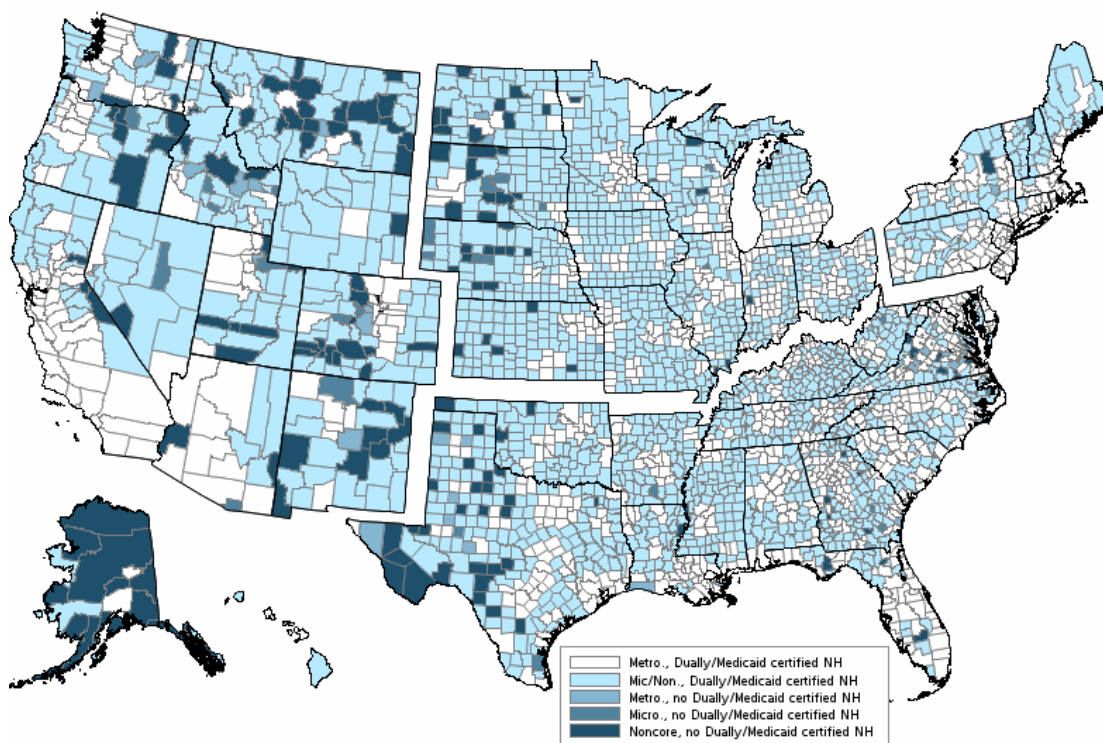 Metro., Dually/Medicaid certified NH
Mic/Non., Dually/Medicaid certified NH
Metro., no Dually/Medicaid certified NH
Micro., no Dually/Medicaid certified NH
Noncore, no Dually/Medicaid certified NH